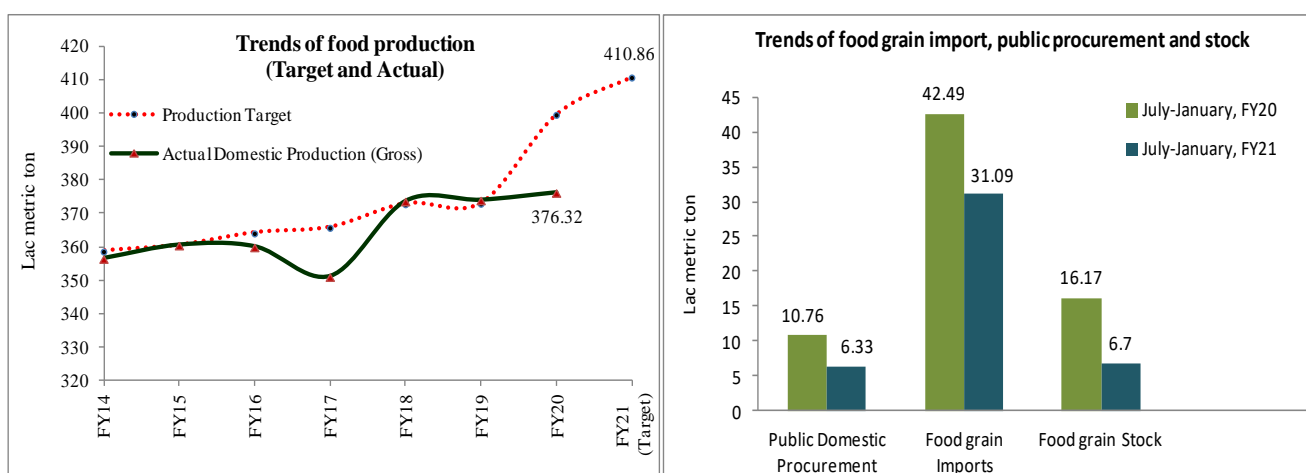 Trends of food production
(Target and Actual)
Lac metric ton
420
410
400
390
380
370
360
350
340
330
320
410.86
Production Target
Actual Domestic Production (Gross)
376.32
FY14
FY15
FY16
FY17
FY18
FY19
FY20
FY21
(Target)
Trends of food grain import, public procurement and stock
Lac metric ton
45
40
35
30
25
20
15
10
5
0
July-January, FY20
July-January, FY21
10.76
6.33
42.49
31.09
16.17
6.7
Public Domestic
Procurement
Food grain
Imports
Food grain Stock